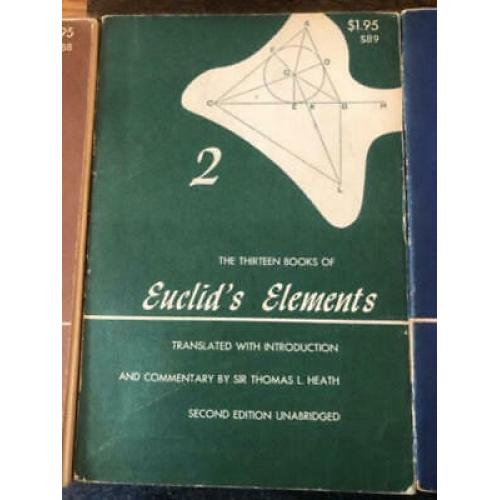 95
$1.95
S89
A
F
D
G
C
E K B H
L
2
THE THIRTEEN BOOKS OF
Euclid's Elements
TRANSLATED WITH INTRODUCTION
AND COMMENTARY BY SIR THOMAS L. HEATH
SECOND EDITION UNABRIDGED